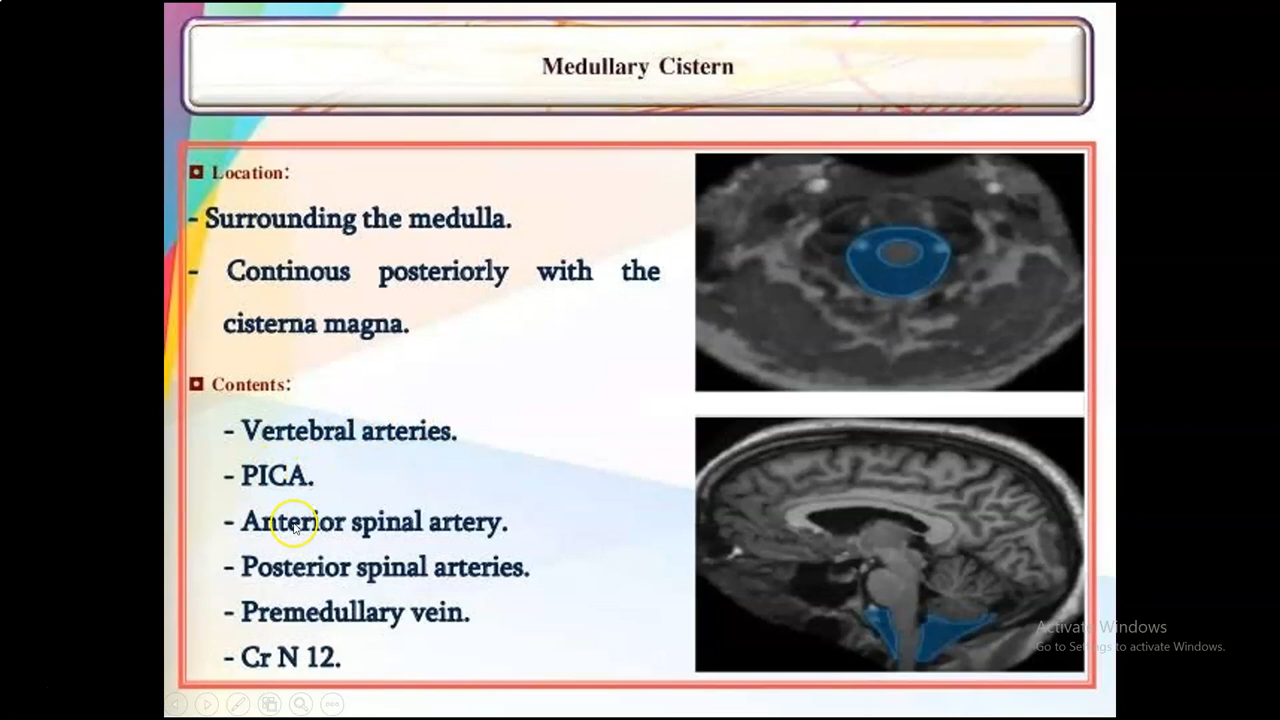 Medullary Cistern
Location:
- Surrounding the medulla.
- Continous posteriorly with the
cisterna magna.
Contents:
- Vertebral arteries.
- PICA.
- Anterior spinal artery.
- Posterior spinal arteries.
- Premedullary vein.
- Cr N 12.
Activate Windows
Go to Settings to activate Windows.